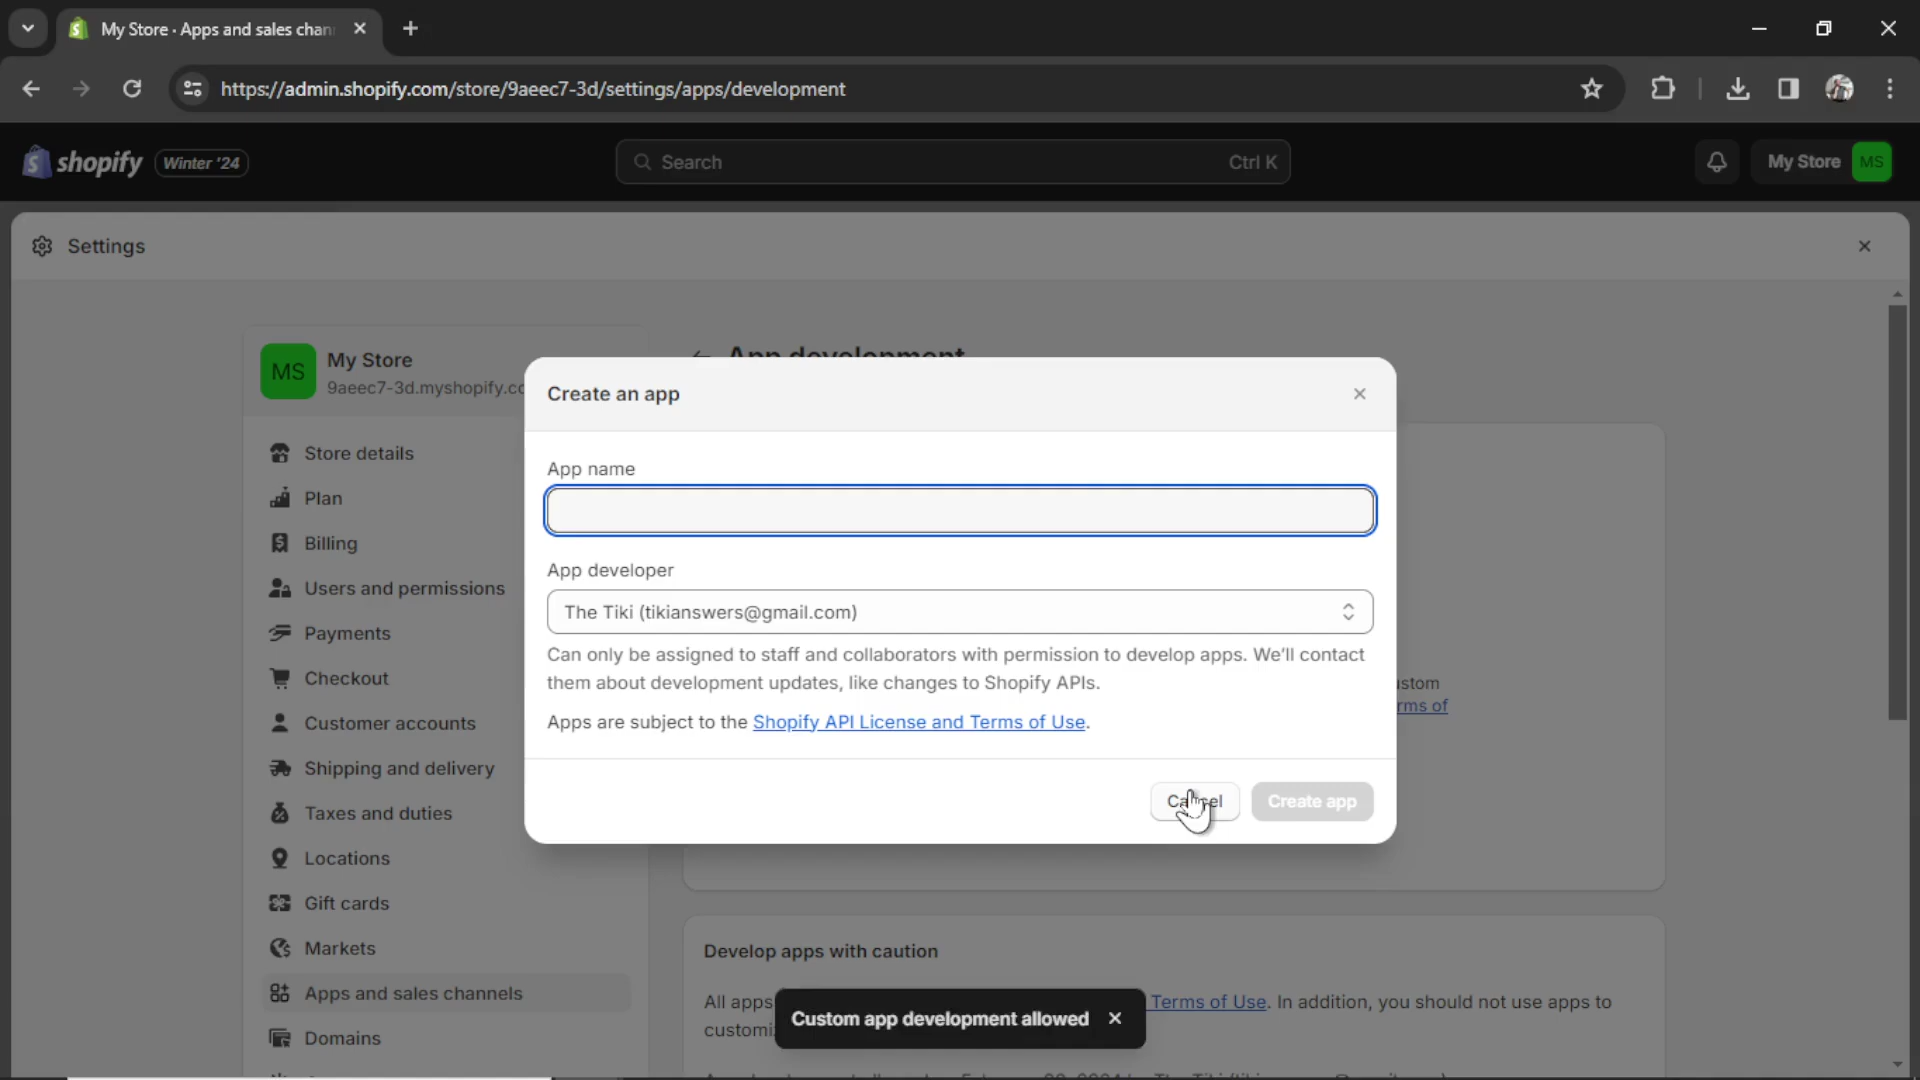 My Store · Apps and sales chan
https://admin.shopify.com/store/9aeec7-3d/settings/apps/development
shopify Winter '24
Search Ctrl K
My Store MS
Settings
MS My Store
9aeec7-3d.myshopify.co
App development
Create an app
App name
App developer
The Tiki (tikianswers@gmail.com)
Can only be assigned to staff and collaborators with permission to develop apps. We'll contact
them about development updates, like changes to Shopify APIs.
Apps are subject to the Shopify API License and Terms of Use.
Cancel Create app
Store details
Plan
Billing
Users and permissions
Payments
Checkout
Customer accounts
Shipping and delivery
Taxes and duties
Locations
Gift cards
Markets
Apps and sales channels
Domains
stom
rms of
Develop apps with caution
All apps Terms of Use. In addition, you should not use apps to
customi
Custom app development allowed